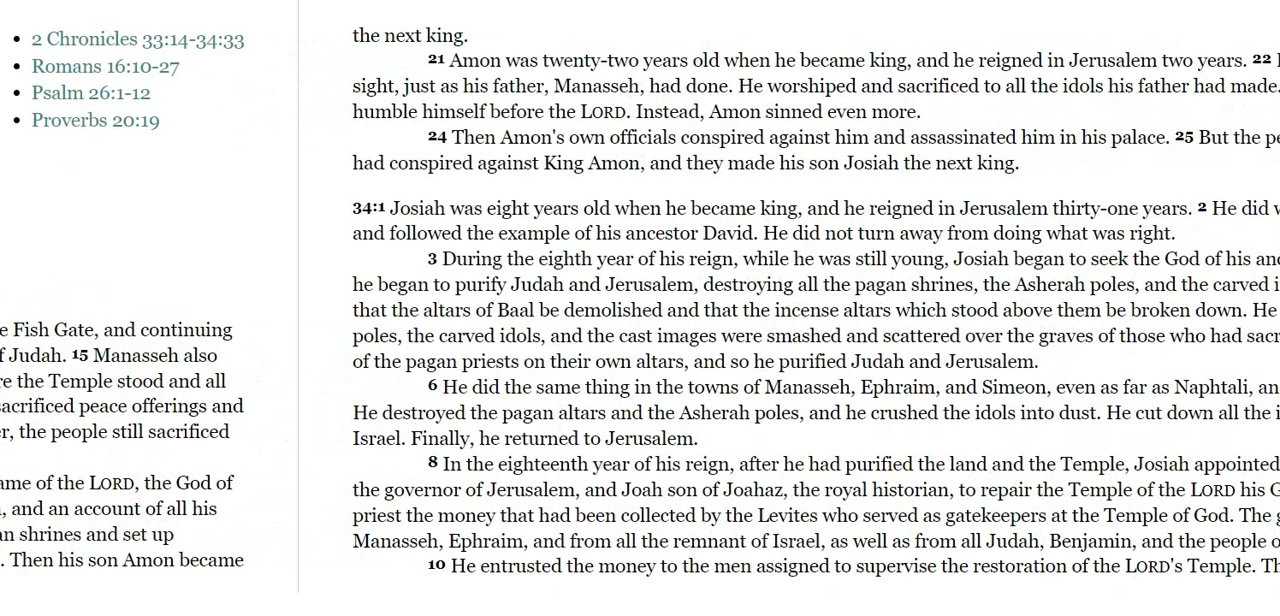 2 Chronicles 33:14-34:33
Romans 16:10-27
Psalm 26:1-12
Proverbs 20:19
e Fish Gate, and continuing
f Judah. 15 Manasseh also
re the Temple stood and all
sacrificed peace offerings and
er, the people still sacrificed
ame of the LORD, the God of
, and an account of all his
an shrines and set up
. Then his son Amon became
the next king.
21 Amon was twenty-two years old when he became king, and he reigned in Jerusalem two years. 22
sight, just as his father, Manasseh, had done. He worshiped and sacrificed to all the idols his father had made.
humble himself before the LORD. Instead, Amon sinned even more.
24 Then Amon's own officials conspired against him and assassinated him in his palace. 25 But the pe
had conspired against King Amon, and they made his son Josiah the next king.
34:1 Josiah was eight years old when he became king, and he reigned in Jerusalem thirty-one years. 2 He did
and followed the example of his ancestor David. He did not turn away from doing what was right.
3 During the eighth year of his reign, while he was still young, Josiah began to seek the God of his
he began to purify Judah and Jerusalem, destroying all the pagan shrines, the Asherah poles, and the carved
that the altars of Baal be demolished and that the incense altars which stood above them be broken down. He
poles, the carved idols, and the cast images were smashed and scattered over the graves of those who had sacr
of the pagan priests on their own altars, and so he purified Judah and Jerusalem.
6 He did the same thing in the towns of Manasseh, Ephraim, and Simeon, even as far as Naphtali, an
He destroyed the pagan altars and the Asherah poles, and he crushed the idols into dust. He cut down all the
Israel. Finally, he returned to Jerusalem.
8 In the eighteenth year of his reign, after he had purified the land and the Temple, Josiah appointed
the governor of Jerusalem, and Joah son of Joahaz, the royal historian, to repair the Temple of the LORD his G
priest the money that had been collected by the Levites who served as gatekeepers at the Temple of God. The g
Manasseh, Ephraim, and from all the remnant of Israel, as well as from all Judah, Benjamin, and the people o
10 He entrusted the money to the men assigned to supervise the restoration of the LORD's Temple. Th